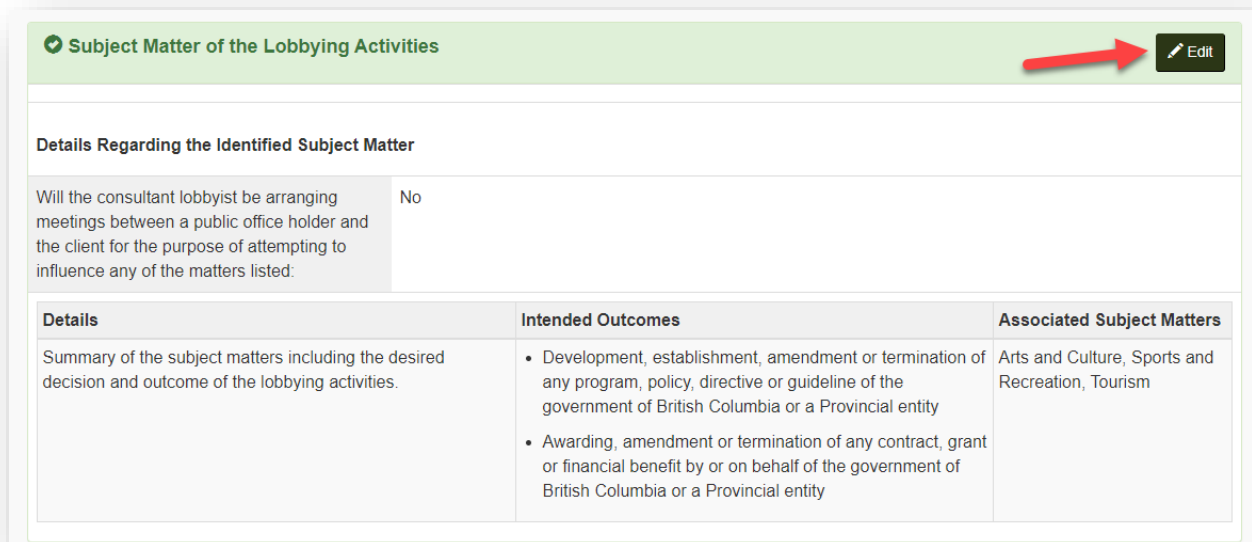 Subject Matter of the Lobbying Activities
Edit
Details Regarding the Identified Subject Matter
Will the consultant lobbyist be arranging
meetings between a public office holder and
the client for the purpose of attempting to
influence any of the matters listed:
No
Details
Intended Outcomes
Associated Subject Matters
Summary of the subject matters including the desired
decision and outcome of the lobbying activities.
• Development, establishment, amendment or termination of
any program, policy, directive or guideline of the
government of British Columbia or a Provincial entity
• Awarding, amendment or termination of any contract, grant
or financial benefit by or on behalf of the government of
British Columbia or a Provincial entity
Arts and Culture, Sports and
Recreation, Tourism